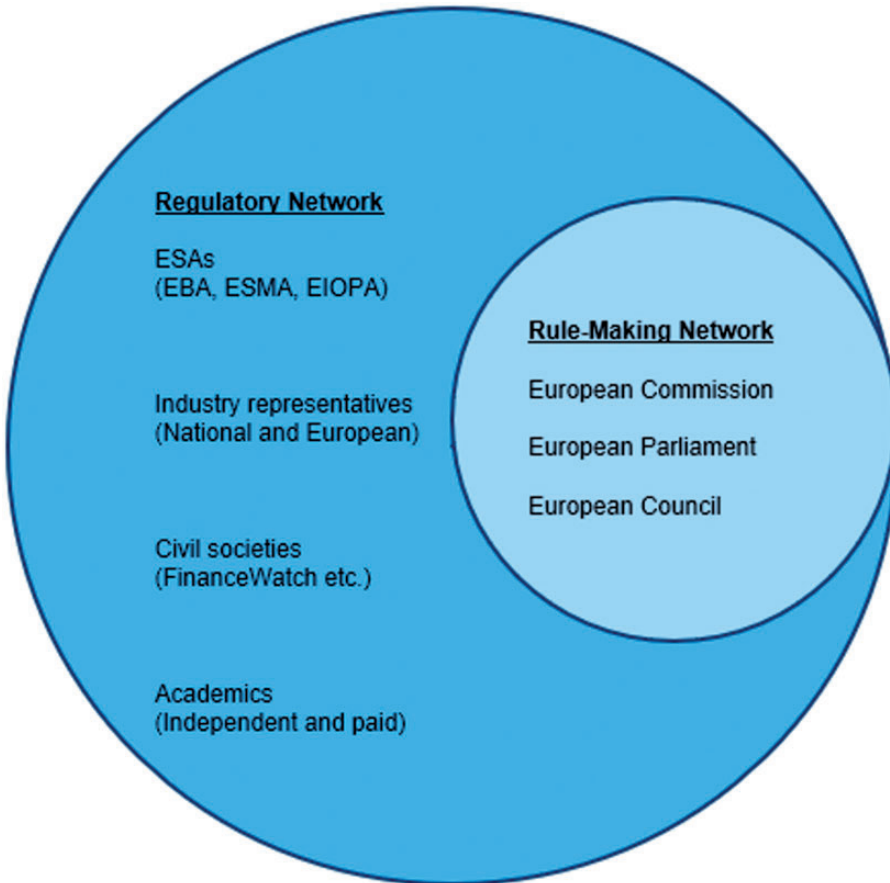 Regulatory Network
ESAs
(EBA, ESMA, EIOPA)
Industry representatives
(National and European)
Civil societies
(FinanceWatch etc.)
Academics
(Independent and paid)
Rule-Making Network
European Commission
European Parliament
European Council